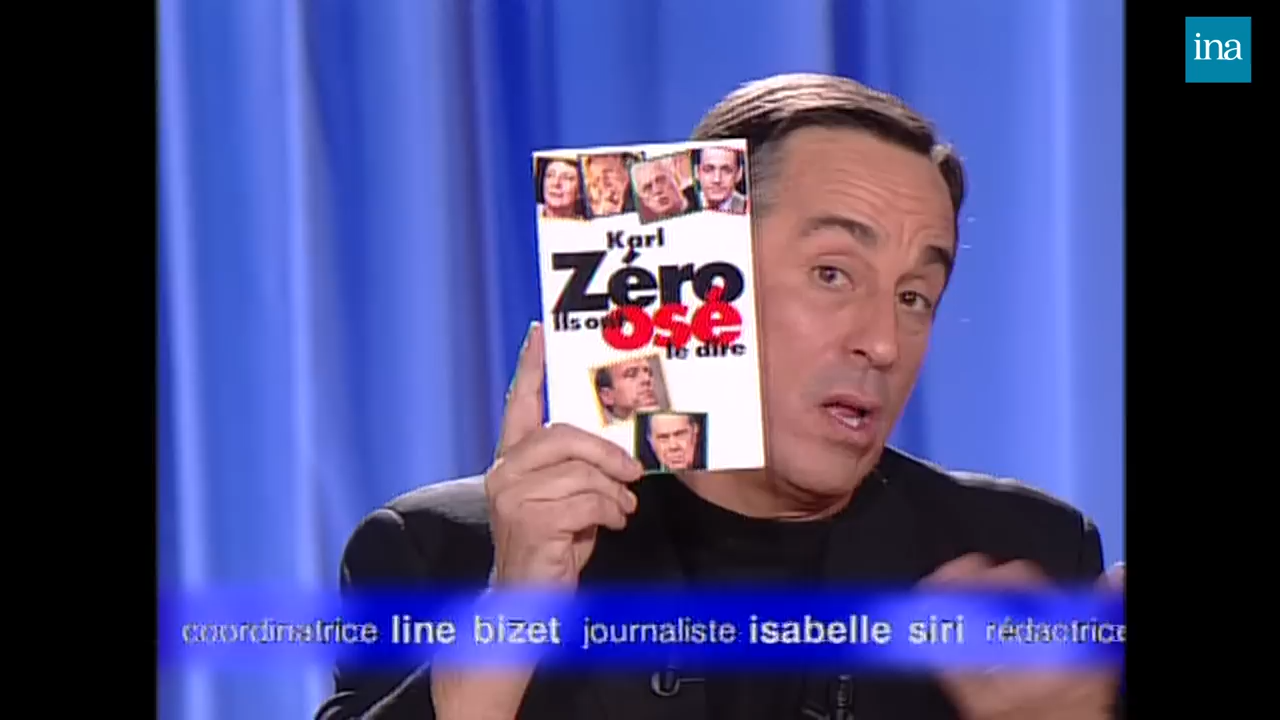 ina
Karl
Zéro
ils ont
osé
le dire
coordinatrice line bizet journaliste isabelle siri rédactrice